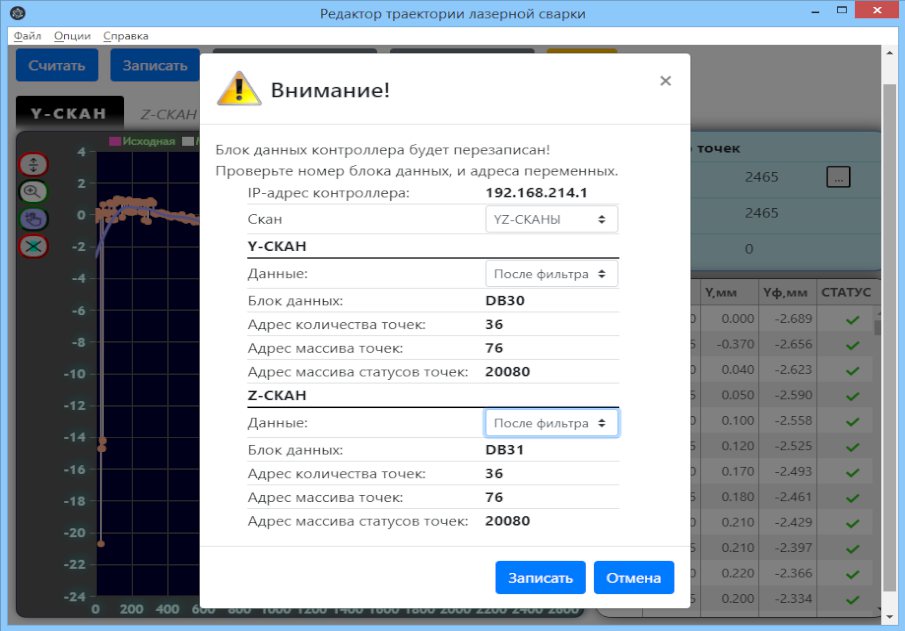 Редактор траектории лазерной сварки
Файл Опции Справка
Считать Записать
Y-СКАН Z-СКАН
Внимание!
Блок данных контроллера будет перезаписан!
Проверьте номер блока данных, и адреса переменных.
IP-адрес контроллера: 192.168.214.1
Скан YZ-СКАНЫ
Y-СКАН
Данные: После фильтра
Блок данных: DB30
Адрес количества точек: 36
Адрес массива точек: 76
Адрес массива статусов точек: 20080
Z-СКАН
Данные: После фильтра
Блок данных: DB31
Адрес количества точек: 36
Адрес массива точек: 76
Адрес массива статусов точек: 20080
Записать Отмена
Исходная
4
2
0
-2
-4
-6
-8
-10
-12
-14
-16
-18
-20
-22
-24
0 200 400 600 800 1000 1200 1400 1600 1800 2000 2200 2400 2600
точек
2465 ...
2465
0
Y,мм Yф,мм СТАТУС
0.000 -2.689
-0.370 -2.656
0.040 -2.623
0.050 -2.590
0.100 -2.558
0.120 -2.525
0.170 -2.493
0.180 -2.461
0.210 -2.429
0.210 -2.397
0.220 -2.366
0.200 -2.334